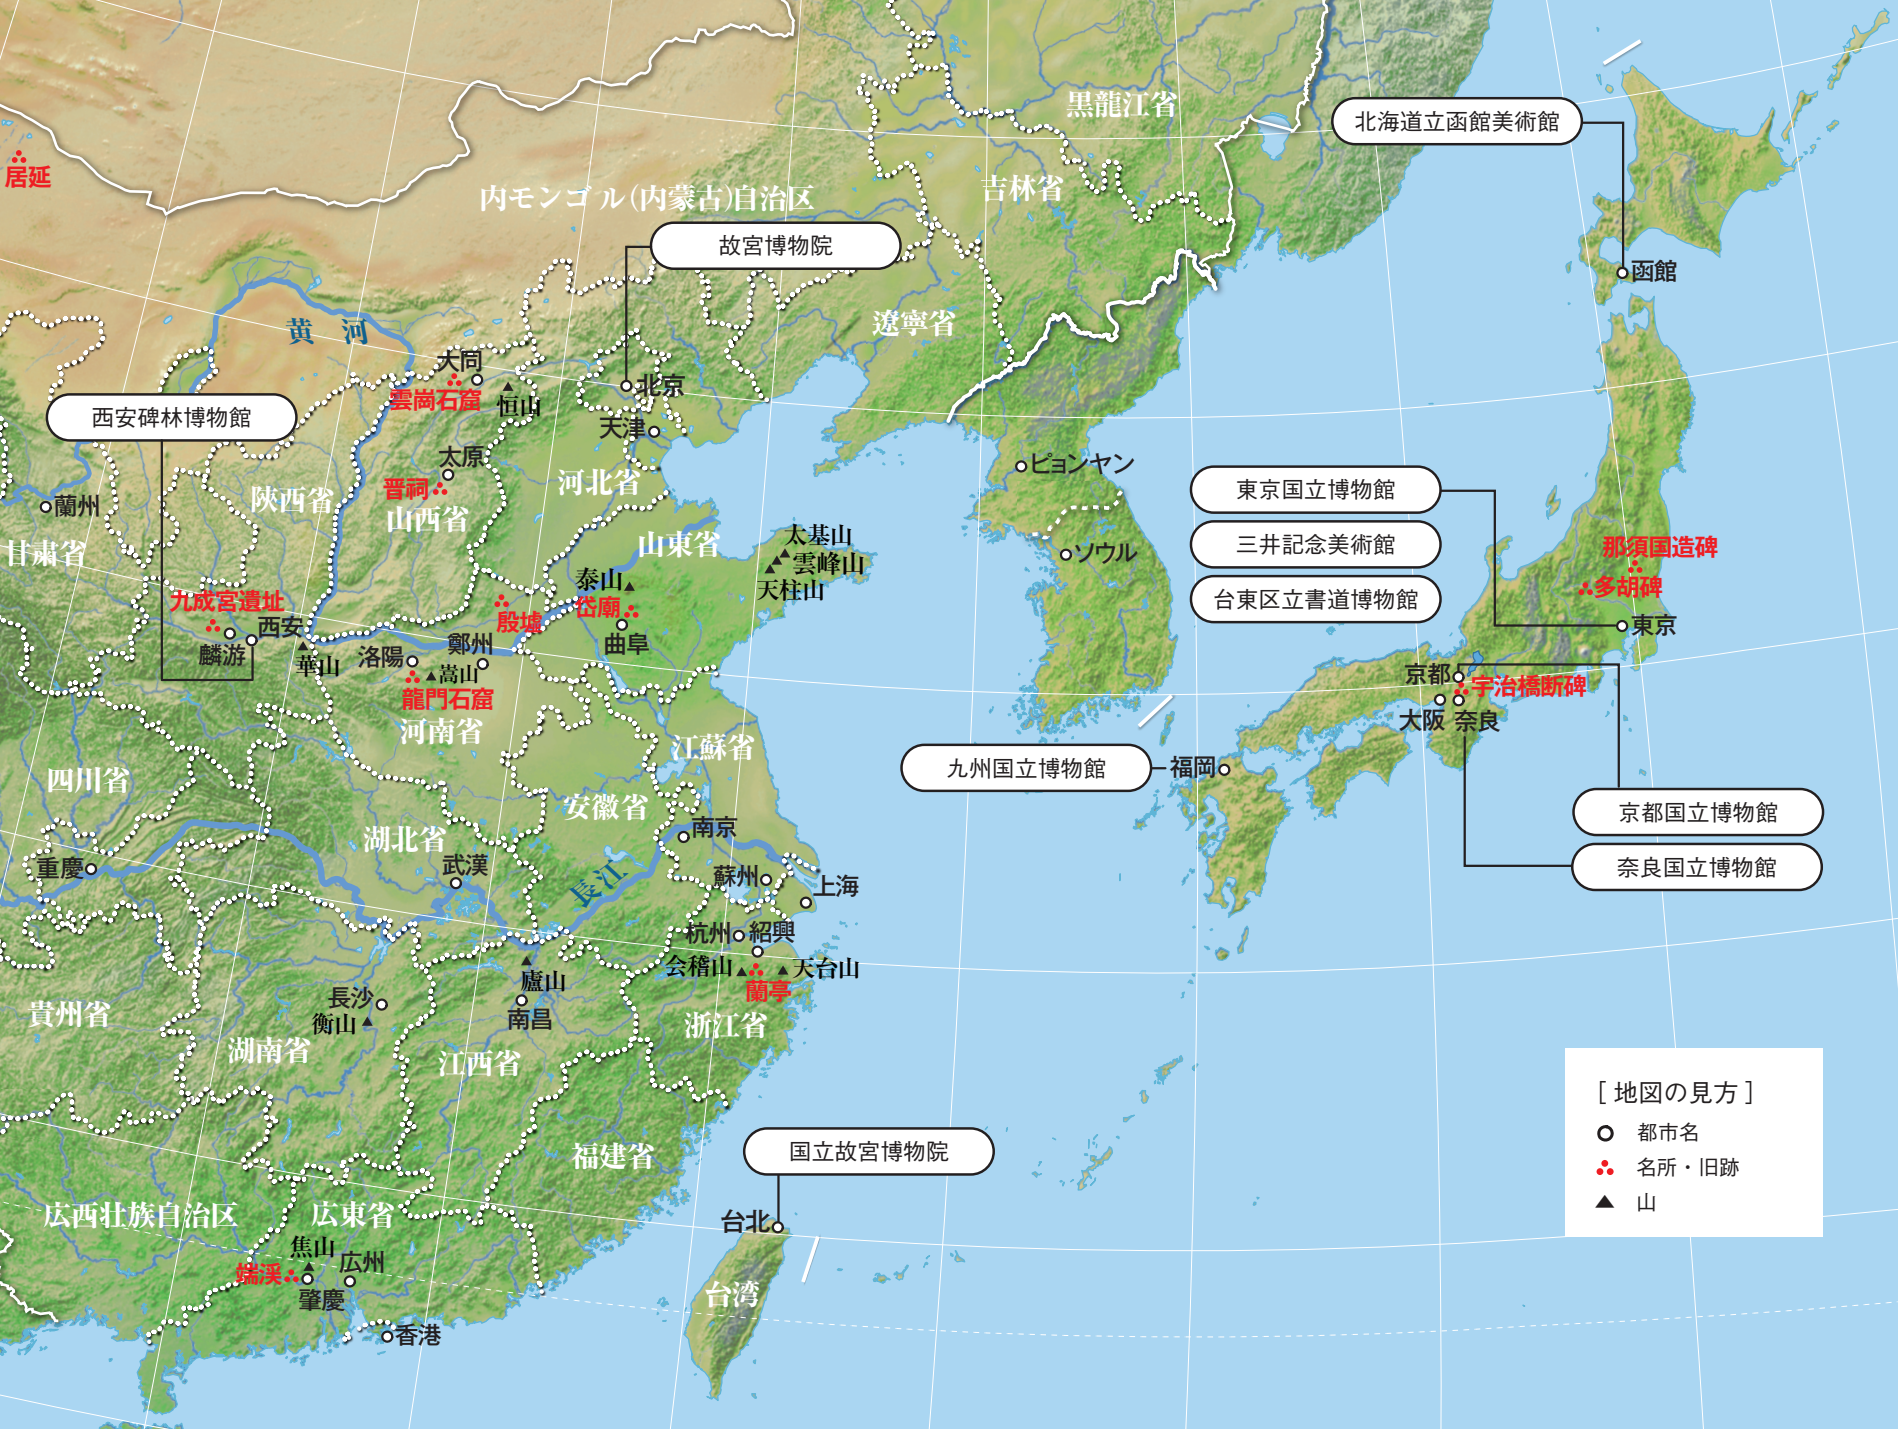 黒龍江省
北海道立函館美術館
居延
内モンゴル(内蒙古)自治区
吉林省
故宮博物院
函館
遼寧省
黄 河
大同
雲崗石窟
恒山
北京
西安碑林博物館
天津
太原
ピョンヤン
晋祠
河北省
東京国立博物館
蘭州
陝西省
山西省
山東省
太基山
三井記念美術館
甘粛省
ソウル
雲峰山
那須国造碑
泰山
天柱山
多胡碑
九成宮遺址
殷墟
岱廟
台東区立書道博物館
西安
東京
麟游
華山
洛陽
鄭州
曲阜
嵩山
京都
宇治橋断碑
龍門石窟
河南省
大阪
奈良
江蘇省
九州国立博物館
福岡
四川省
安徽省
京都国立博物館
湖北省
南京
重慶
武漢
長江
蘇州
上海
奈良国立博物館
杭州
紹興
会稽山
天台山
廬山
蘭亭
長沙
貴州省
衡山
南昌
浙江省
湖南省
江西省
[ 地図の見方 ]
都市名
福建省
国立故宮博物院
名所・旧跡
山
広西壮族自治区
広東省
台北
焦山
広州
端渓
台湾
肇慶
香港